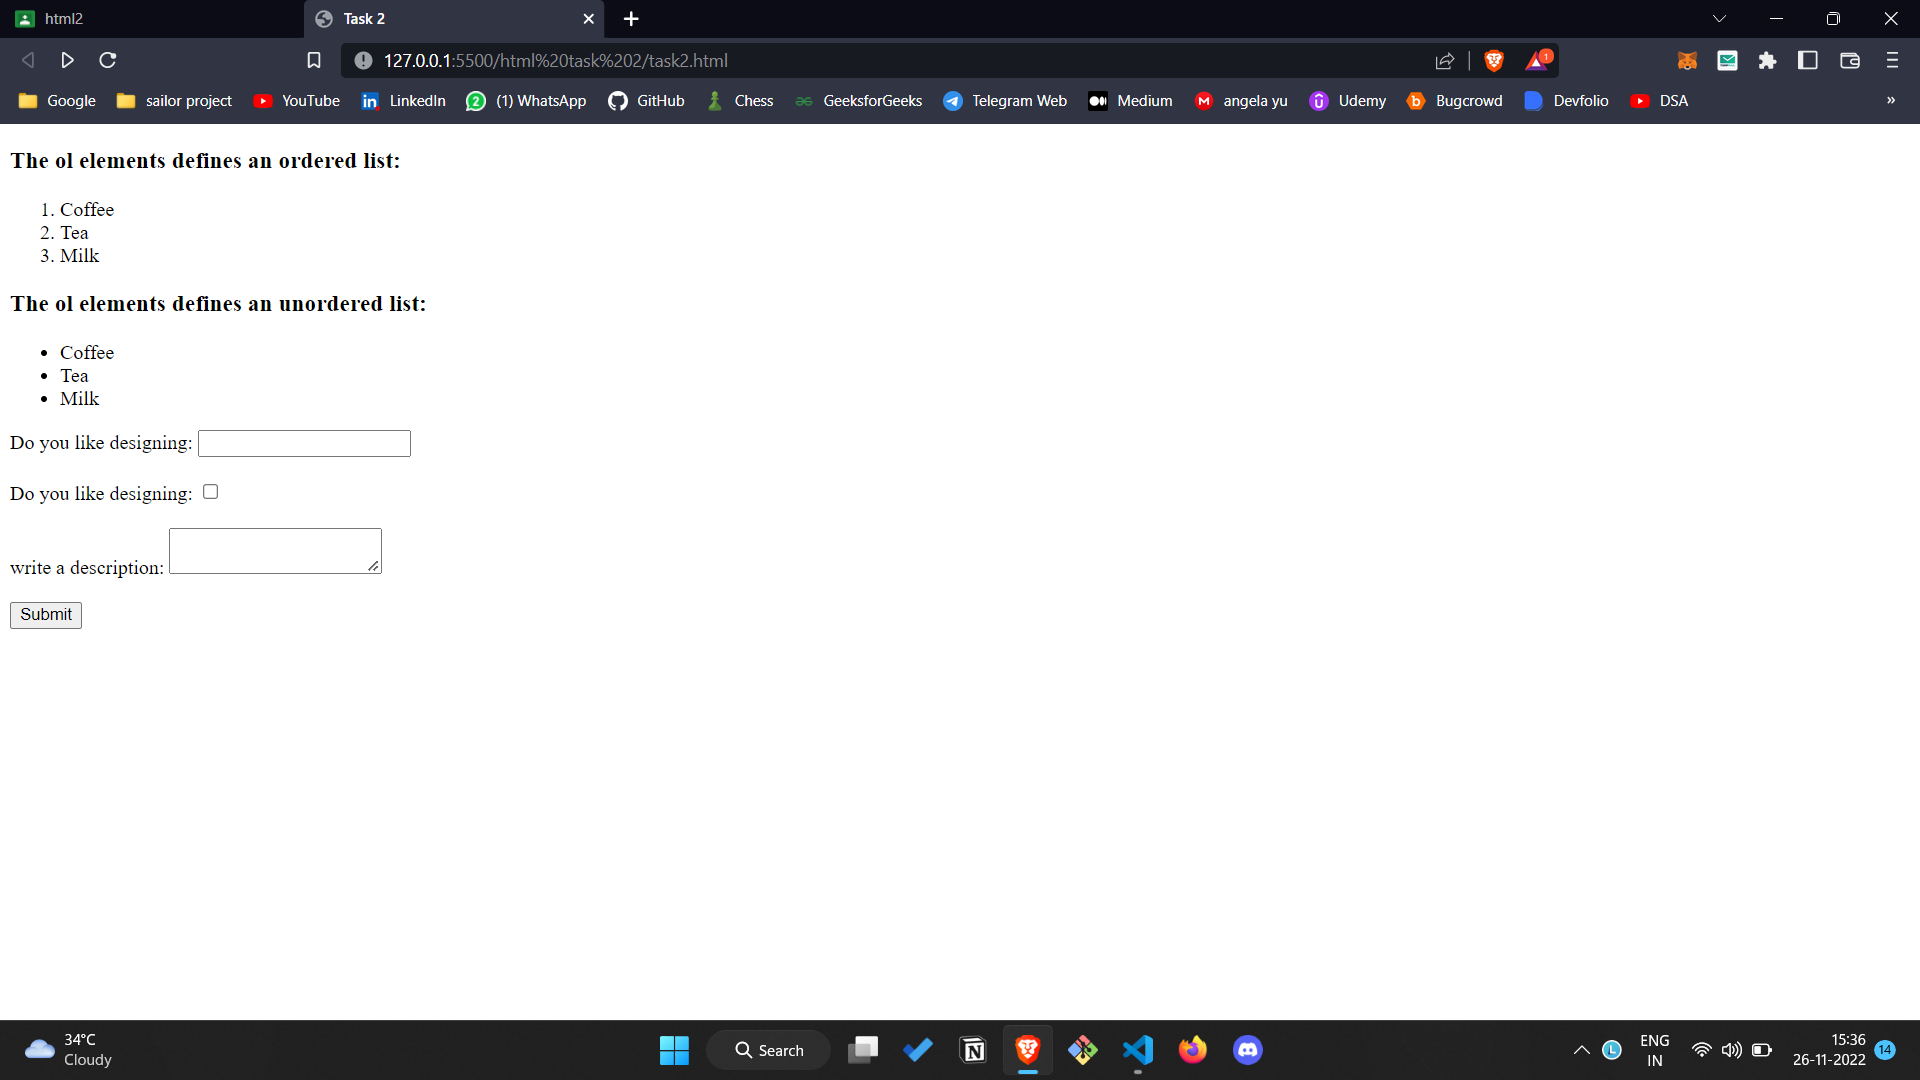 html2
Task 2
127.0.0.1:5500/html%20task%202/task2.html
1
Google
sailor project
YouTube
LinkedIn
(1) WhatsApp
GitHub
Chess
GeeksforGeeks
Telegram Web
Medium
angela yu
Udemy
Bugcrowd
Devfolio
DSA
»
The ol elements defines an ordered list:
1. Coffee
2. Tea
3. Milk
The ol elements defines an unordered list:
• Coffee
• Tea
• Milk
Do you like designing:
Do you like designing:
write a description:
Submit
34°C
Cloudy
Search
ENG
IN
15:36
26-11-2022
14